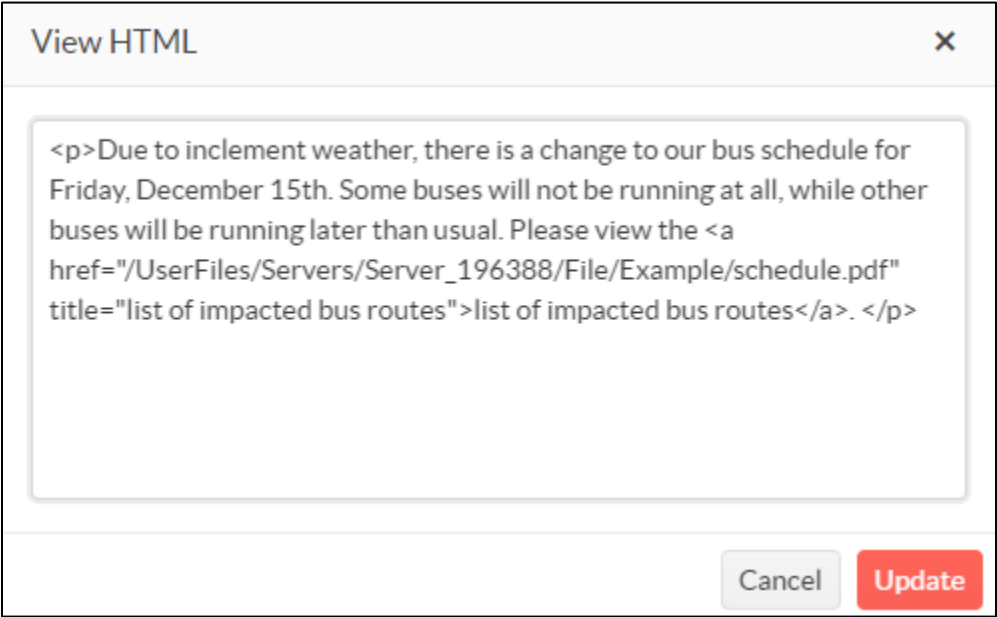 View HTML ×
<p>Due to inclement weather, there is a change to our bus schedule for
Friday, December 15th. Some buses will not be running at all, while other
buses will be running later than usual. Please view the <a
href="/UserFiles/Servers/Server_196388/File/Example/schedule.pdf"
title="list of impacted bus routes">list of impacted bus routes</a>. </p>
Cancel Update